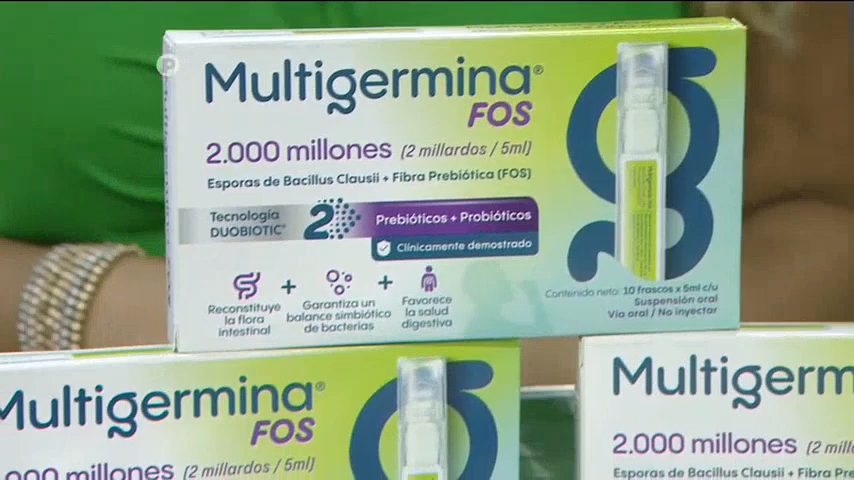 Multigermina®
FOS
2.000 millones (2 millardos / 5ml)
Esporas de Bacillus Clausii + Fibra Prebiótica (FOS)
Tecnología
DUOBIOTIC®
2
Prebióticos + Probióticos
Clínicamente demostrado
Reconstituye
la flora
intestinal
+
Garantiza un
balance simbiótico
de bacterias
+
Favorece
la salud
digestiva
Contenido neto: 10 frascos x 5ml c/u
Suspensión oral
Vía oral / No inyectar
Multigermina®
FOS
000 millones (2 millardos / 5ml)
Multigerm
2.000 millones (2 mill
Esporas de Bacillus Clausii + Fibra Pre